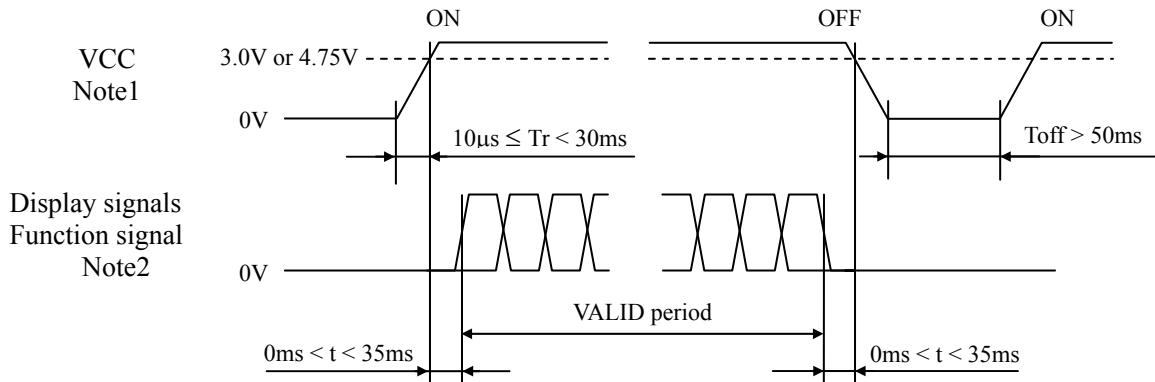 ON
OFF
ON
VCC
Note1
3.0V or 4.75V
0V
10µs ≤ Tr < 30ms
Toff > 50ms
Display signals
Function signal
Note2
0V
VALID period
0ms < t < 35ms
0ms < t < 35ms